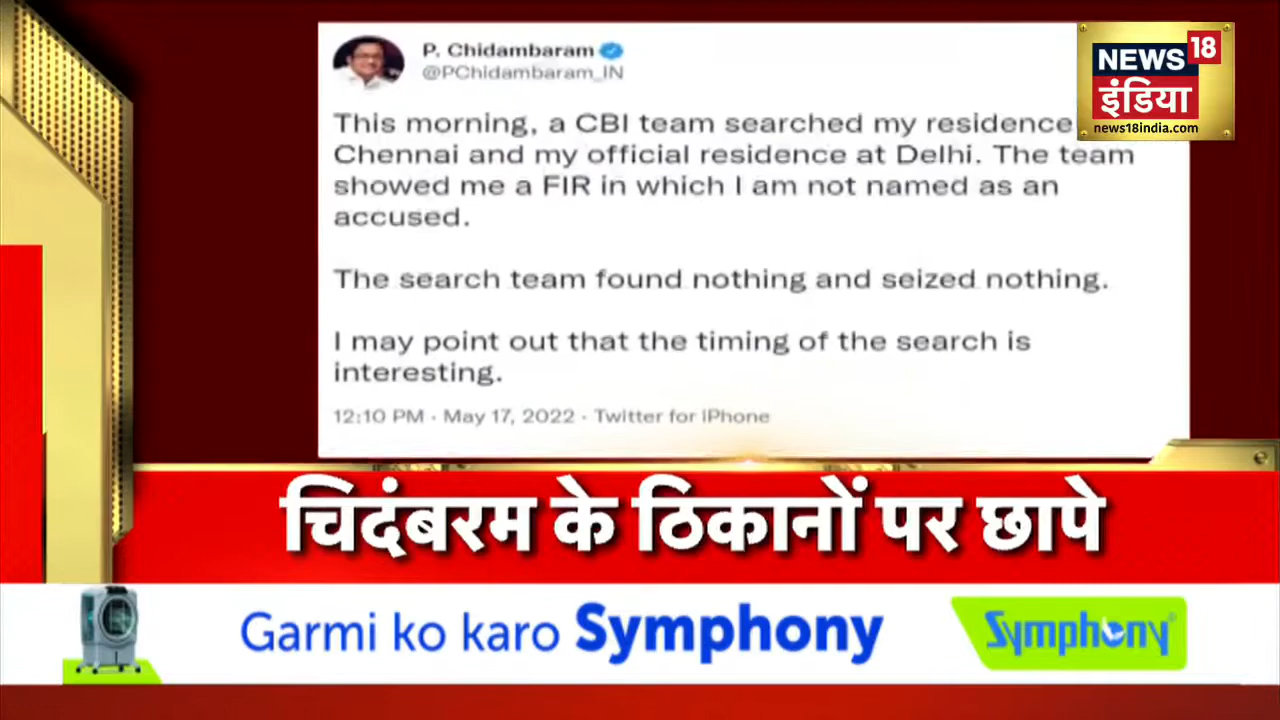 P. Chidambaram
@PChidambaram_IN
This morning, a CBI team searched my residence
Chennai and my official residence at Delhi. The team
showed me a FIR in which I am not named as an
accused.
The search team found nothing and seized nothing.
I may point out that the timing of the search is
interesting.
12:10 PM · May 17, 2022 · Twitter for iPhone
NEWS 18
इंडिया
news18india.com
चिदंबरम के ठिकानों पर छापे
Garmi ko karo Symphony
Symphony